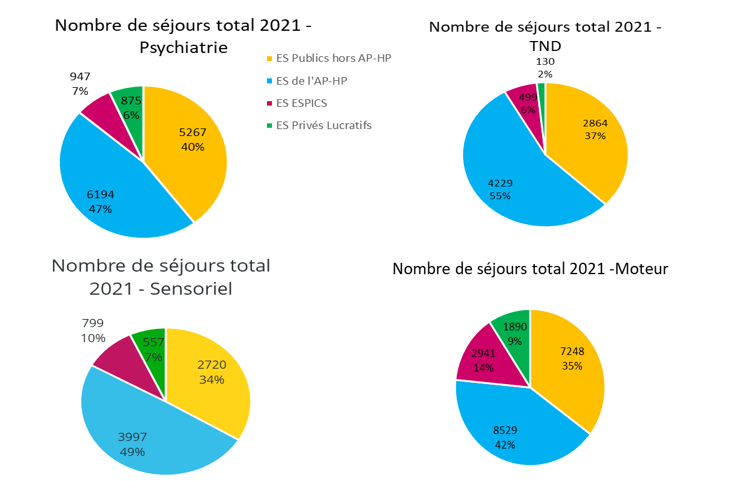 Nombre de séjours total 2021 -
Psychiatrie
947
7%
875
6%
5267
40%
6194
47%
ES Publics hors AP-HP
ES de l'AP-HP
ES ESPICS
ES Privés Lucratifs
Nombre de séjours total 2021 -
TND
130
2%
499
6%
2864
37%
4229
55%
Nombre de séjours total
2021 - Sensoriel
799
10%
557
7%
2720
34%
3997
49%
Nombre de séjours total 2021 -Moteur
1890
9%
2941
14%
7248
35%
8529
42%